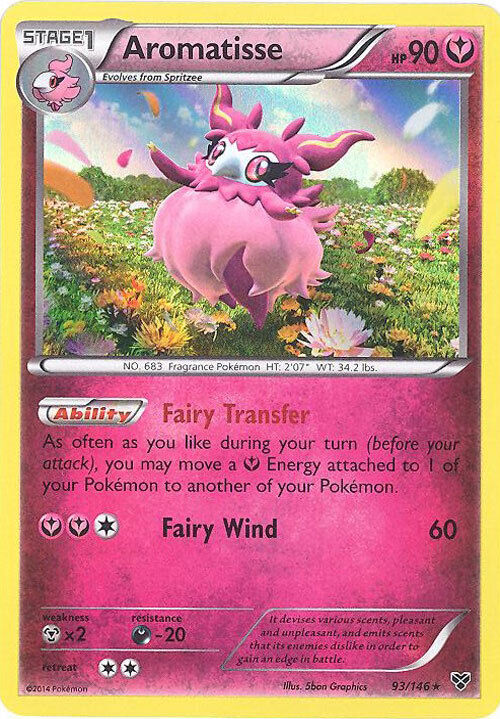 STAGE1
Aromatisse
HP 90
Evolves from Spritzee
NO. 683 Fragrance Pokémon HT: 2'07" WT: 34.2 lbs.
Ability Fairy Transfer
As often as you like during your turn (before your
attack), you may move a Energy attached to 1 of
your Pokémon to another of your Pokémon.
Fairy Wind 60
weakness resistance
×2 -20
retreat
It devises various scents, pleasant
and unpleasant, and emits scents
that its enemies dislike in order to
gain an edge in battle.
©2014 Pokémon Illus. 5ban Graphics 93/146 ★